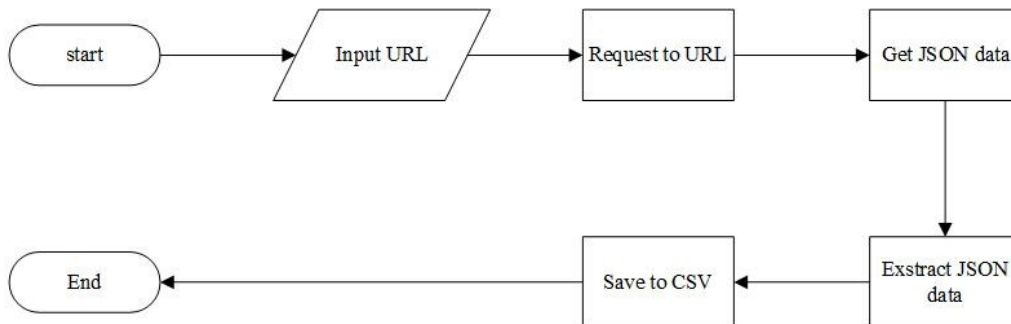 start
Input URL
Request to URL
Get JSON data
Exstract JSON
data
Save to CSV
End